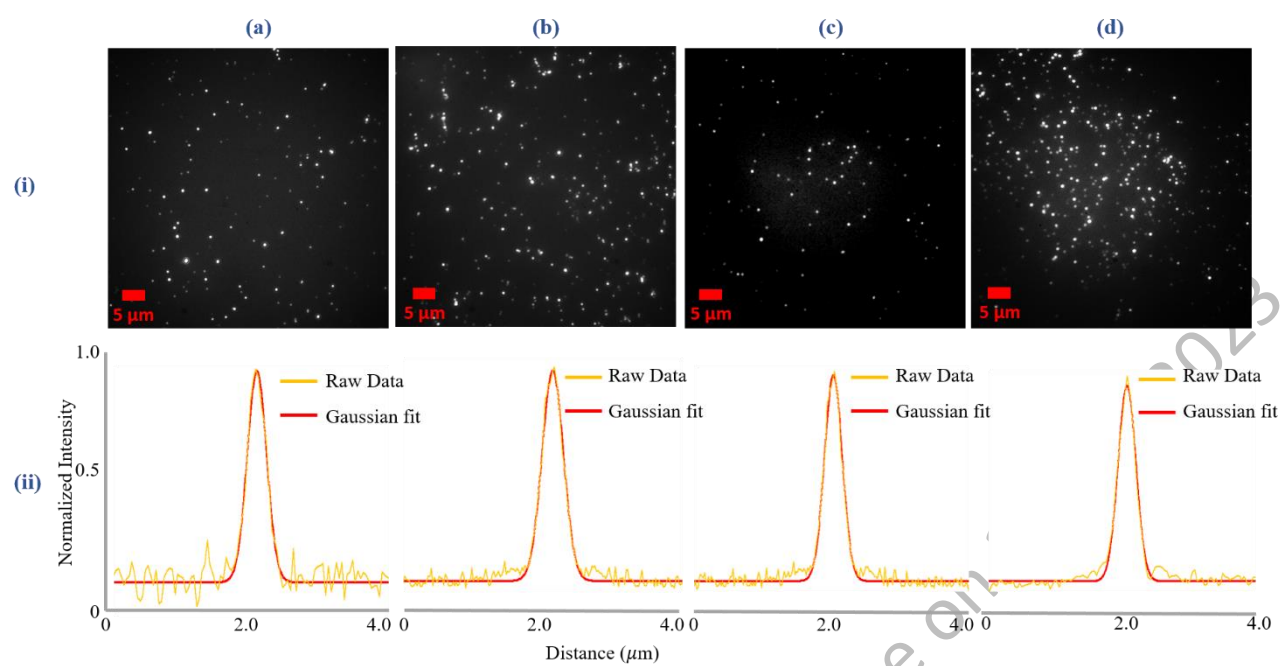 (a) (b) (c) (d)
(i)
5 µm 5 µm 5 µm 5 µm
1.0
Raw Data Raw Data Raw Data Raw Data
Gaussian fit Gaussian fit Gaussian fit Gaussian fit
Normalized Intensity
0.5
(ii)
0
2.0 4.0 0 2.0 4.0 0 2.0 4.0 0 2.0 4.0
Distance (µm)
e on
2023